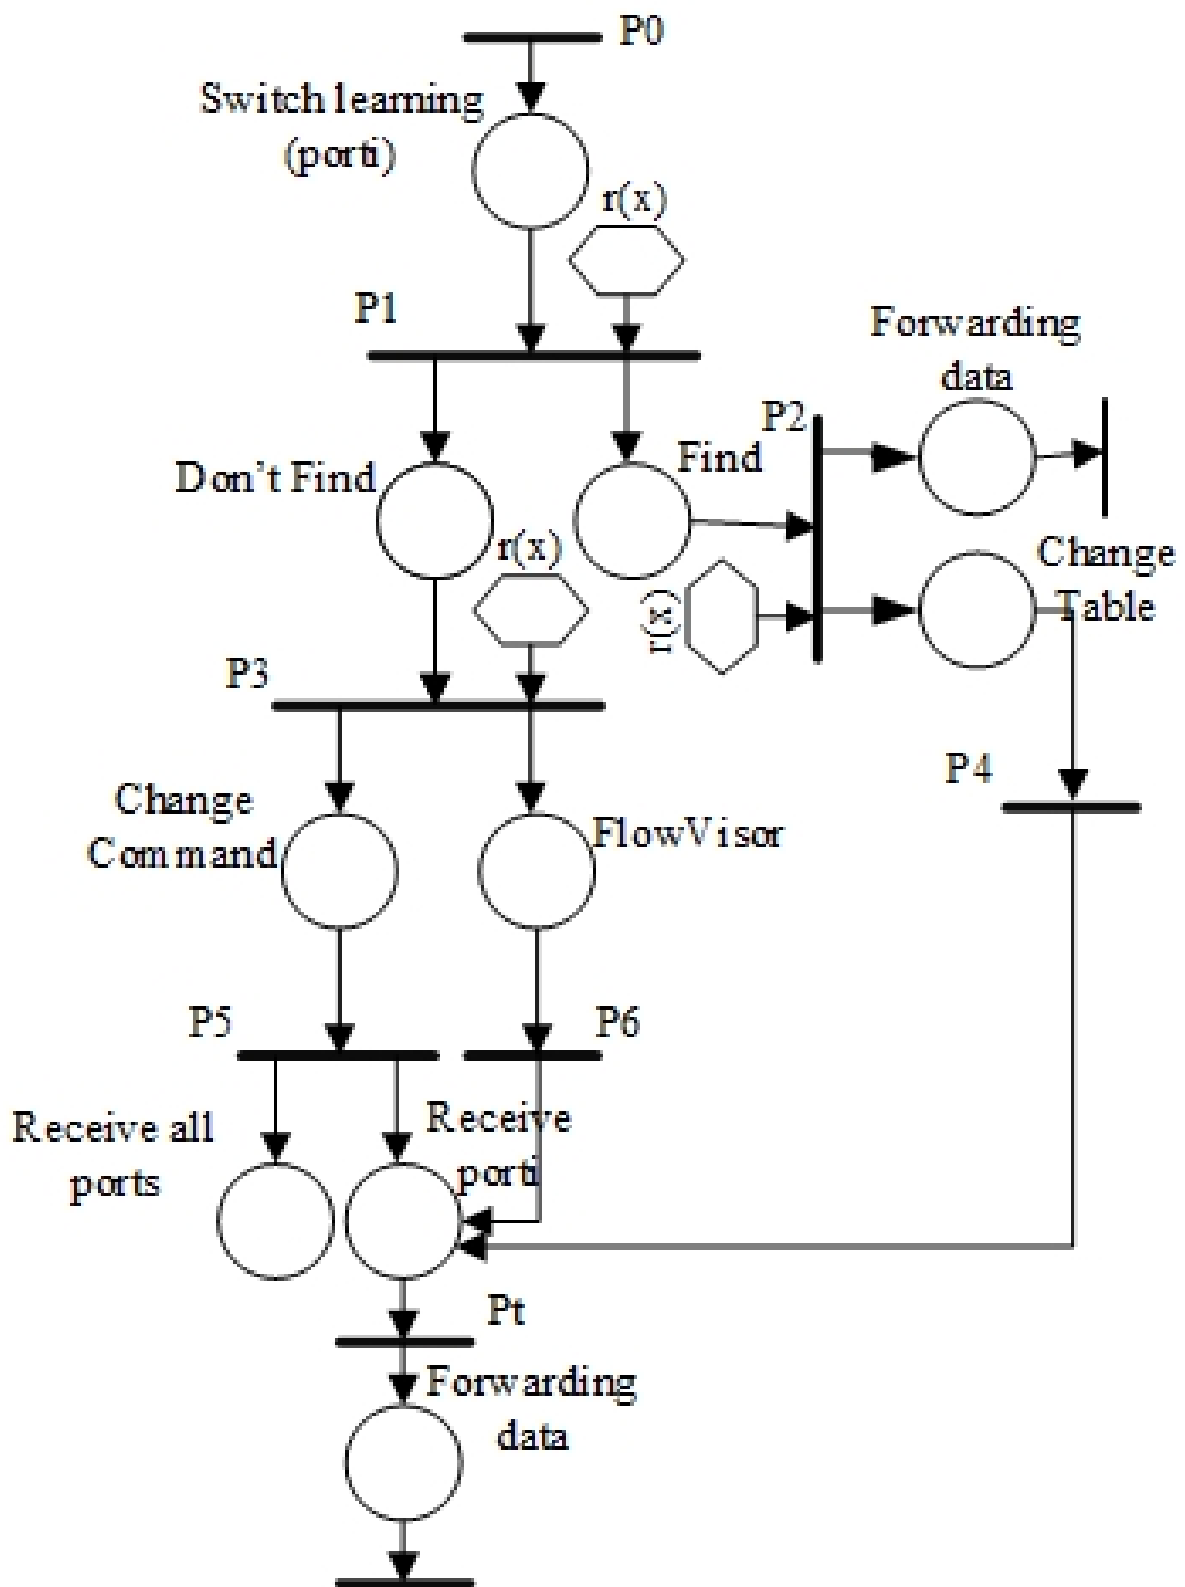 P0
Switch learning
(porti)
r(x)
P1
Forwarding
data
P2
Find
Don't Find
r(x)
Change
Table
r(x)
P3
P4
Change
Command
FlowVisor
P5
P6
Receive all
ports
Receive
porti
Pt
Forwarding
data